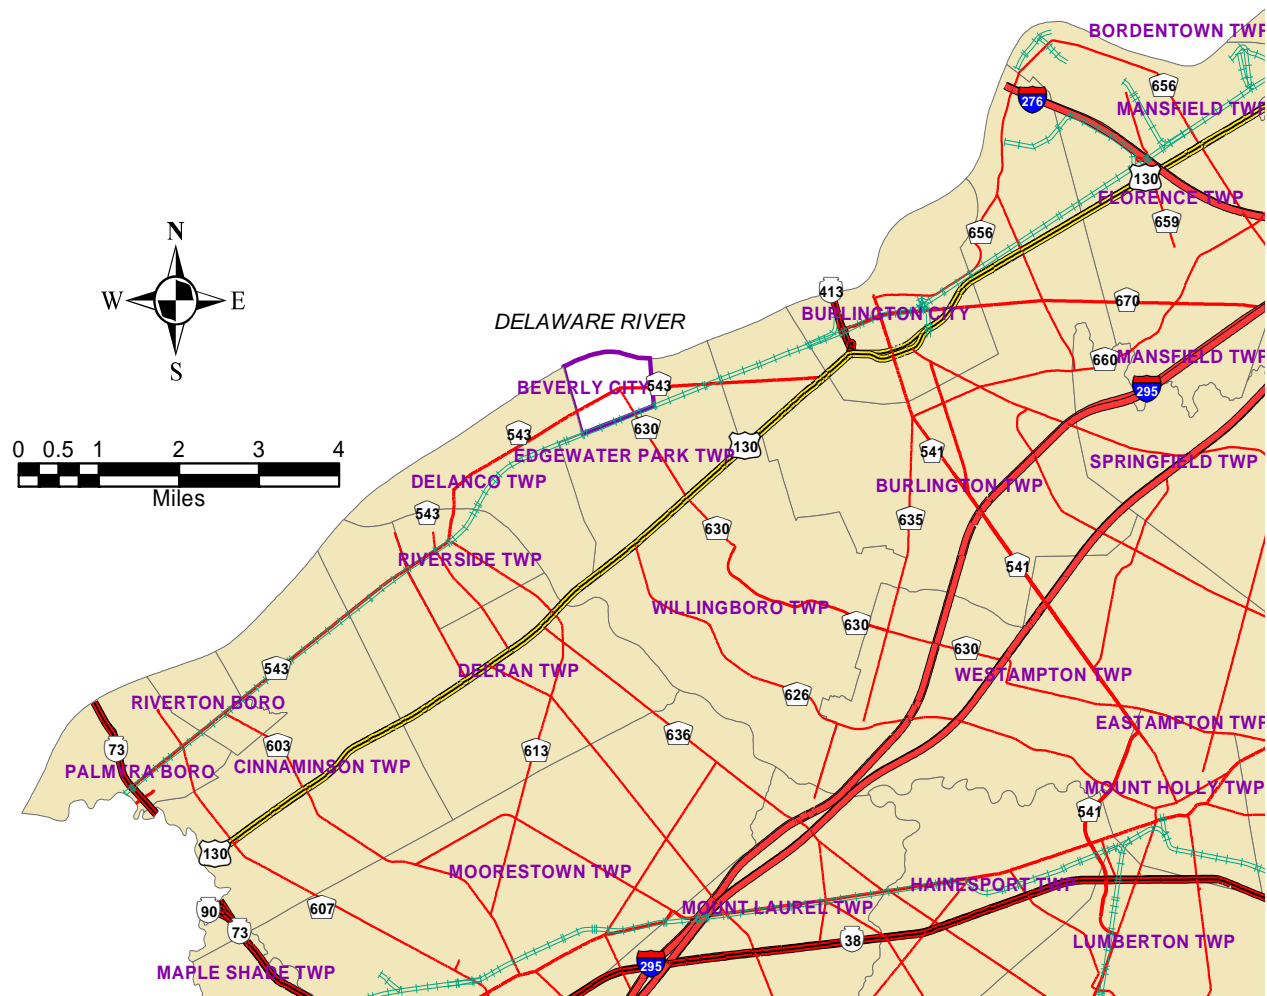 BORDENTOWN TWP
656
276
MANSFIELD TWP
130
FLORENCE TWP
659
656
N
W E
S
413
670
BURLINGTON CITY
DELAWARE RIVER
660
MANSFIELD TWP
295
BEVERLY CITY
543
543
630
130
EDGEWATER PARK TWP
541
SPRINGFIELD TWP
0 0.5 1 2 3 4
Miles
DELANCO TWP
BURLINGTON TWP
543
630
635
RIVERSIDE TWP
541
WILLINGBORO TWP
630
630
543
DELRAN TWP
WESTAMPTON TWP
626
RIVERTON BORO
EASTAMPTON TWP
636
73
603
613
PALMYRA BORO
CINNAMINSON TWP
MOUNT HOLLY TWP
541
130
MOORESTOWN TWP
HAINESPORT TWP
90
607
MOUNT LAUREL TWP
73
38
LUMBERTON TWP
295
MAPLE SHADE TWP